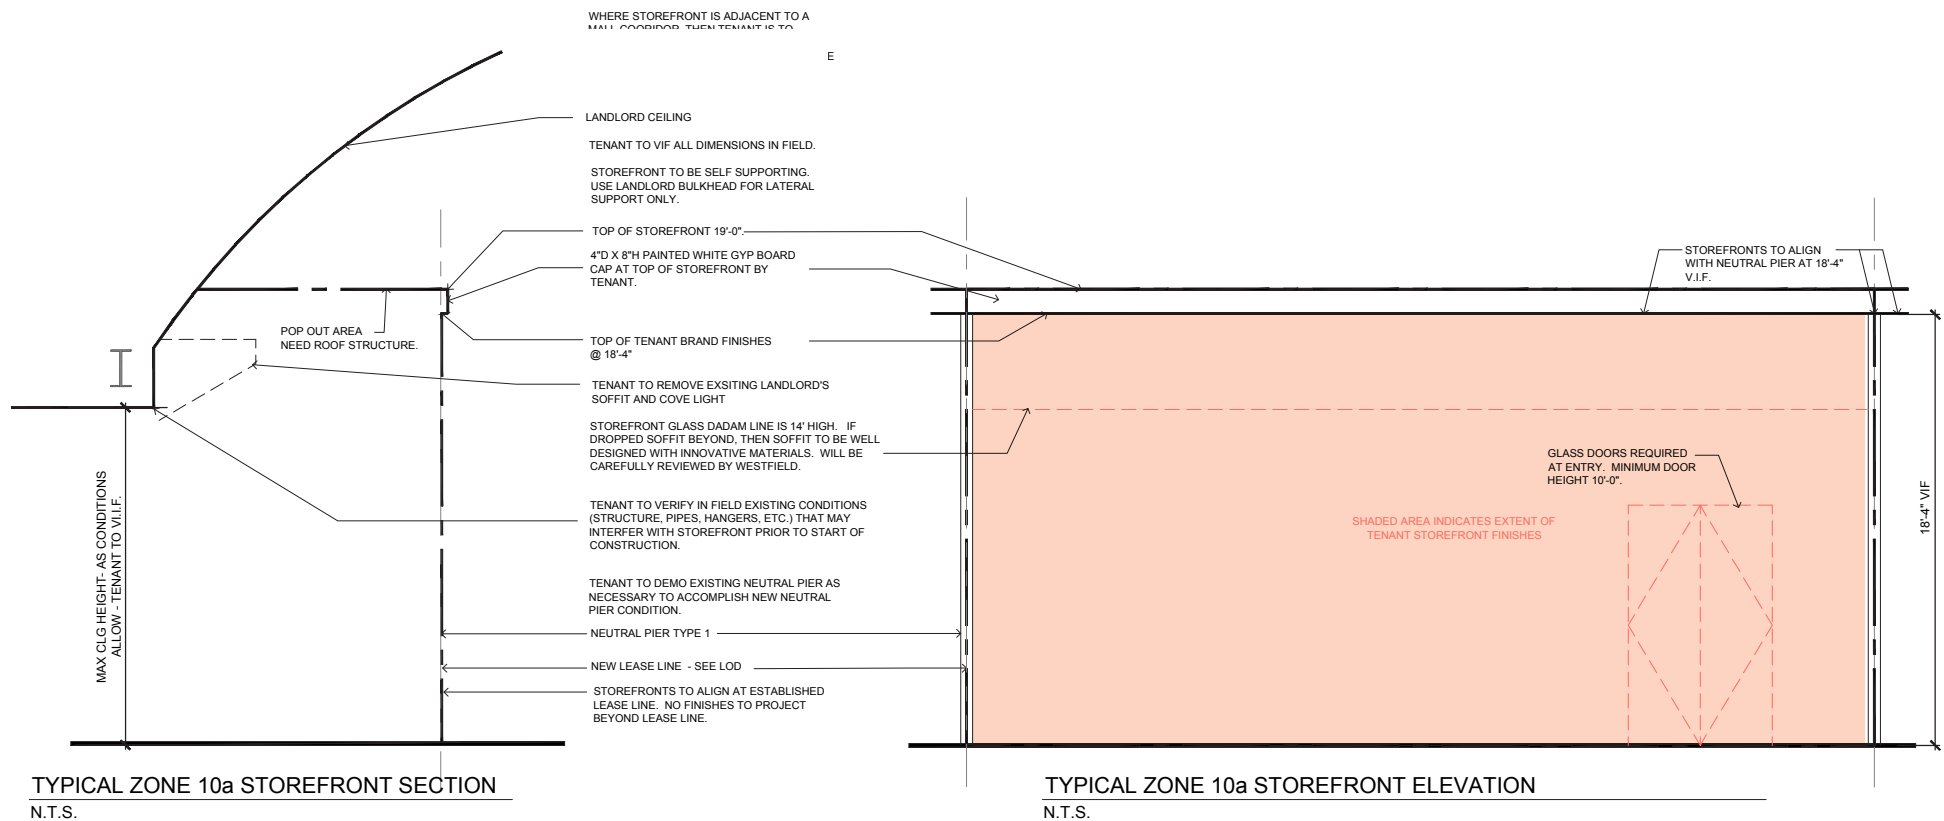 WHERE STOREFRONT IS ADJACENT TO A
MALL COORIDOR, THEN TENANT IS TO
E
LANDLORD CEILING
TENANT TO VIF ALL DIMENSIONS IN FIELD.
STOREFRONT TO BE SELF SUPPORTING.
USE LANDLORD BULKHEAD FOR LATERAL
SUPPORT ONLY.
TOP OF STOREFRONT 19'-0".
4"D X 8"H PAINTED WHITE GYP BOARD
CAP AT TOP OF STOREFRONT BY
TENANT.
POP OUT AREA
NEED ROOF STRUCTURE.
TOP OF TENANT BRAND FINISHES
@ 18'-4"
TENANT TO REMOVE EXSITING LANDLORD'S
SOFFIT AND COVE LIGHT
STOREFRONT GLASS DADAM LINE IS 14' HIGH. IF
DROPPED SOFFIT BEYOND, THEN SOFFIT TO BE WELL
DESIGNED WITH INNOVATIVE MATERIALS. WILL BE
CAREFULLY REVIEWED BY WESTFIELD.
TENANT TO VERIFY IN FIELD EXISTING CONDITIONS
(STRUCTURE, PIPES, HANGERS, ETC.) THAT MAY
INTERFER WITH STOREFRONT PRIOR TO START OF
CONSTRUCTION.
TENANT TO DEMO EXISTING NEUTRAL PIER AS
NECESSARY TO ACCOMPLISH NEW NEUTRAL
PIER CONDITION.
NEUTRAL PIER TYPE 1
NEW LEASE LINE - SEE LOD
STOREFRONTS TO ALIGN AT ESTABLISHED
LEASE LINE. NO FINISHES TO PROJECT
BEYOND LEASE LINE.
MAX CLG HEIGHT- AS CONDITIONS
ALLOW - TENANT TO V.I.F.
TYPICAL ZONE 10a STOREFRONT SECTION
N.T.S.
STOREFRONTS TO ALIGN
WITH NEUTRAL PIER AT 18'-4"
V.I.F.
GLASS DOORS REQUIRED
AT ENTRY. MINIMUM DOOR
HEIGHT 10'-0".
SHADED AREA INDICATES EXTENT OF
TENANT STOREFRONT FINISHES
18'-4" VIF
TYPICAL ZONE 10a STOREFRONT ELEVATION
N.T.S.